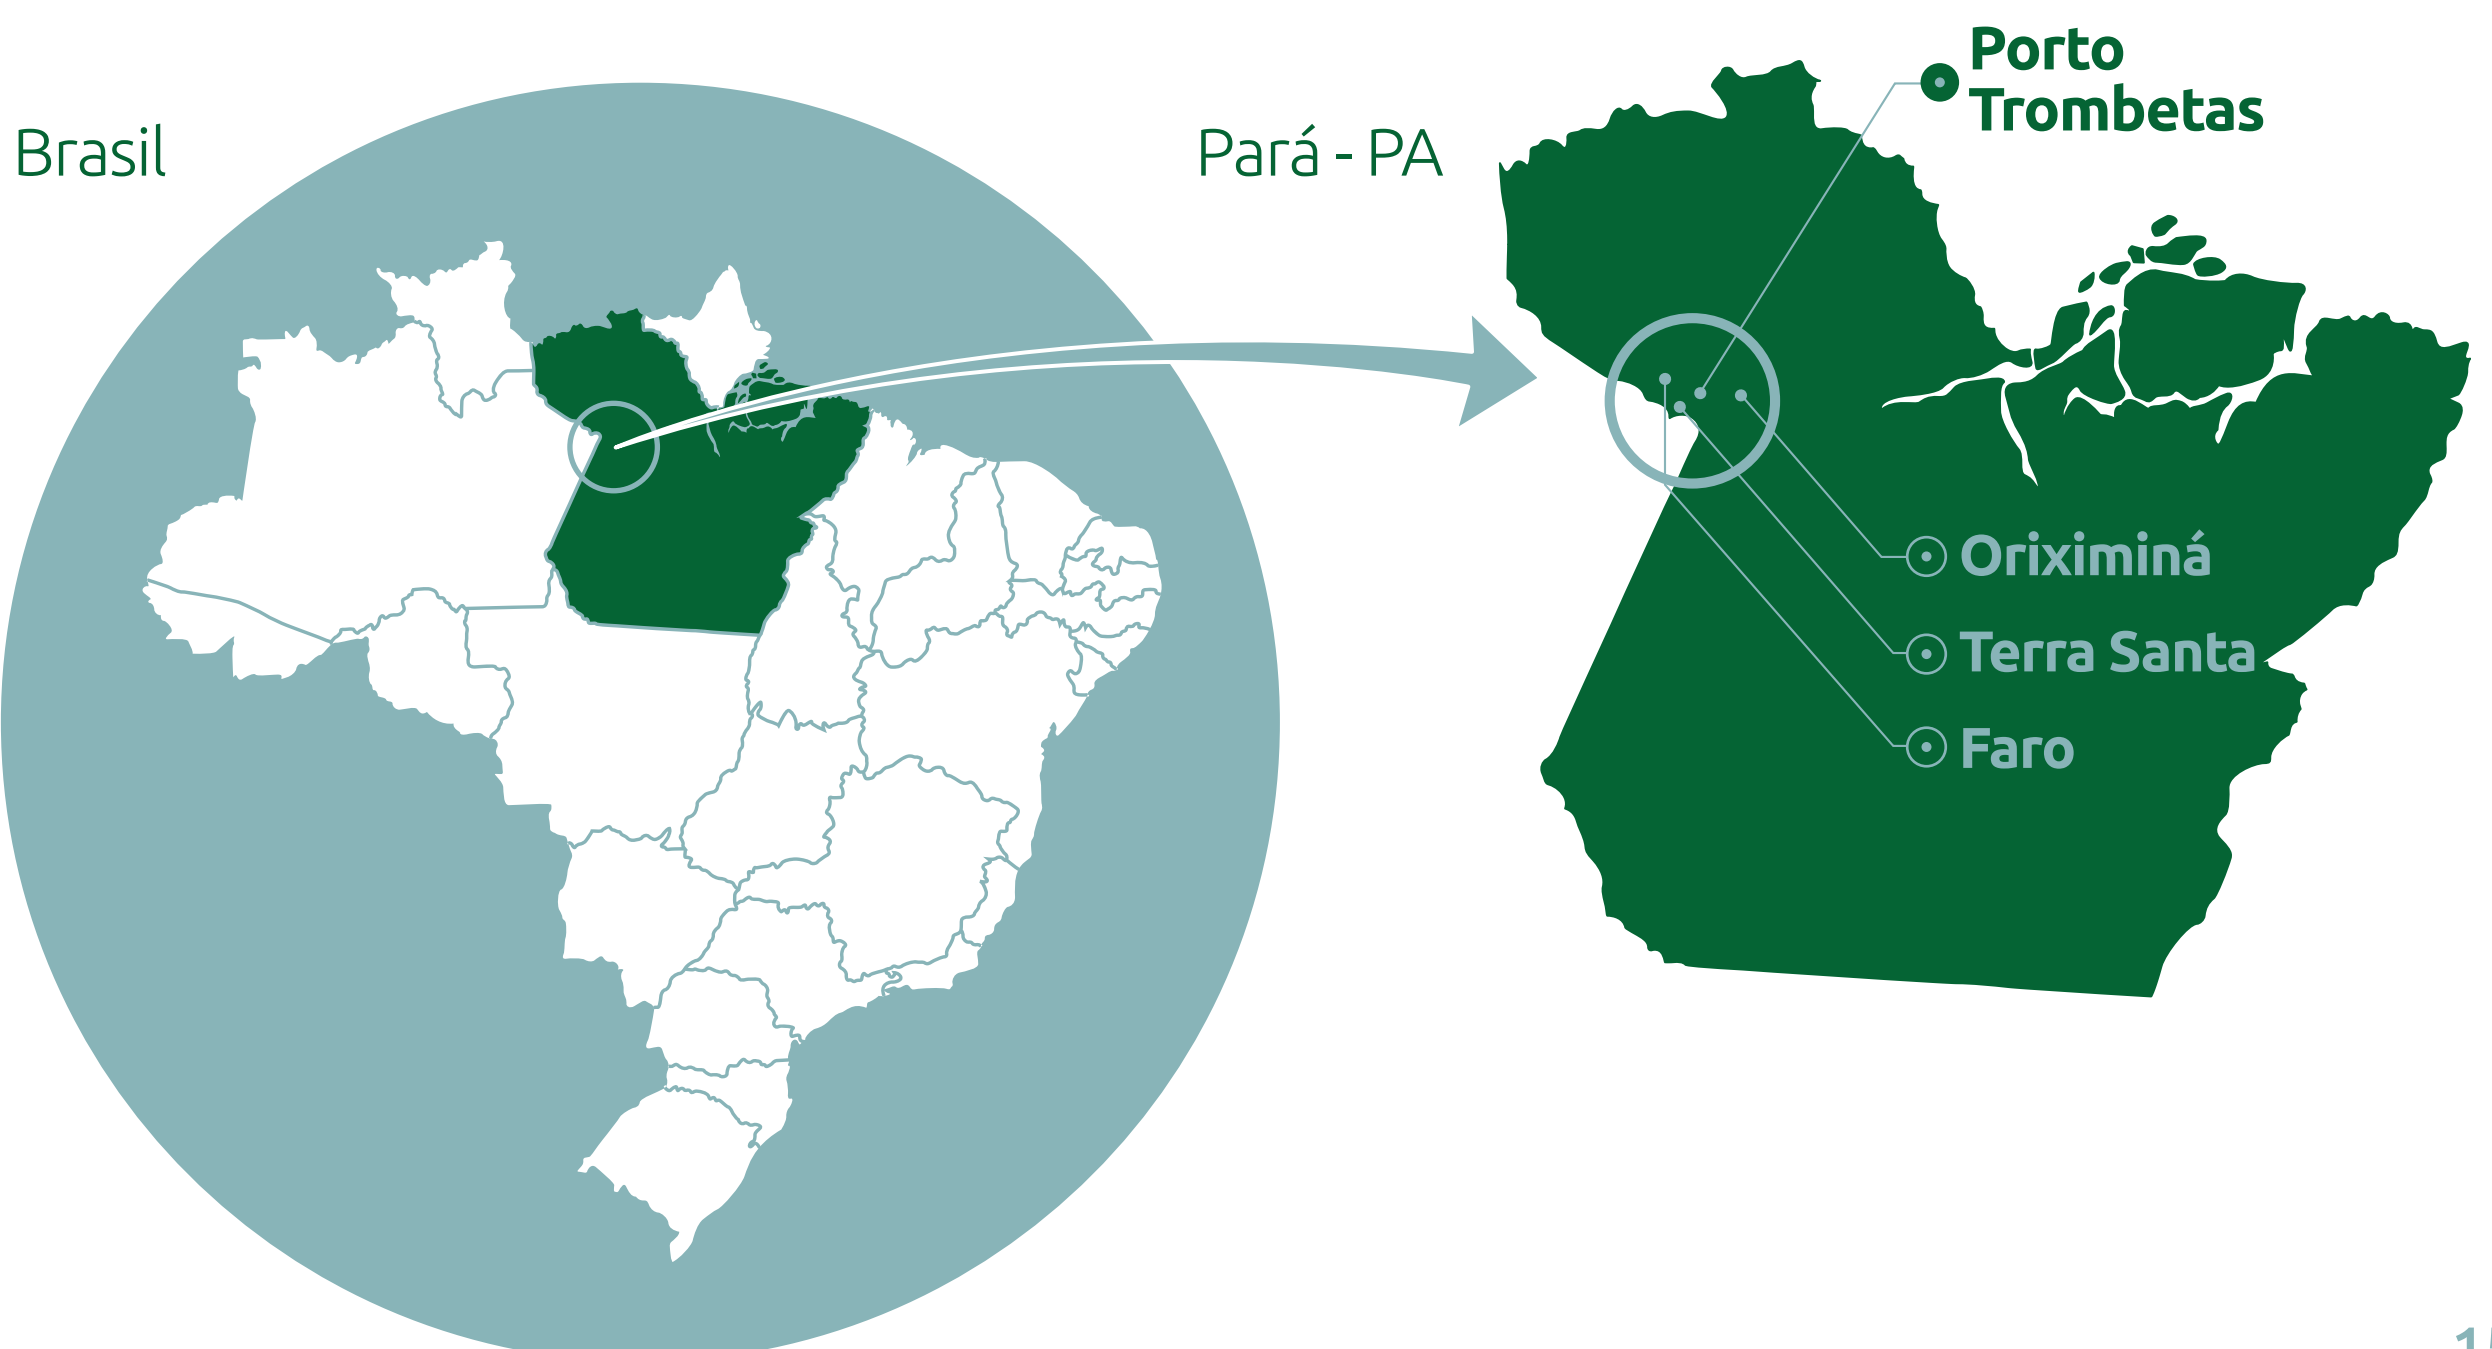 Brasil
Pará - PA
Porto
Trombetas
Oriximiná
Terra Santa
Faro